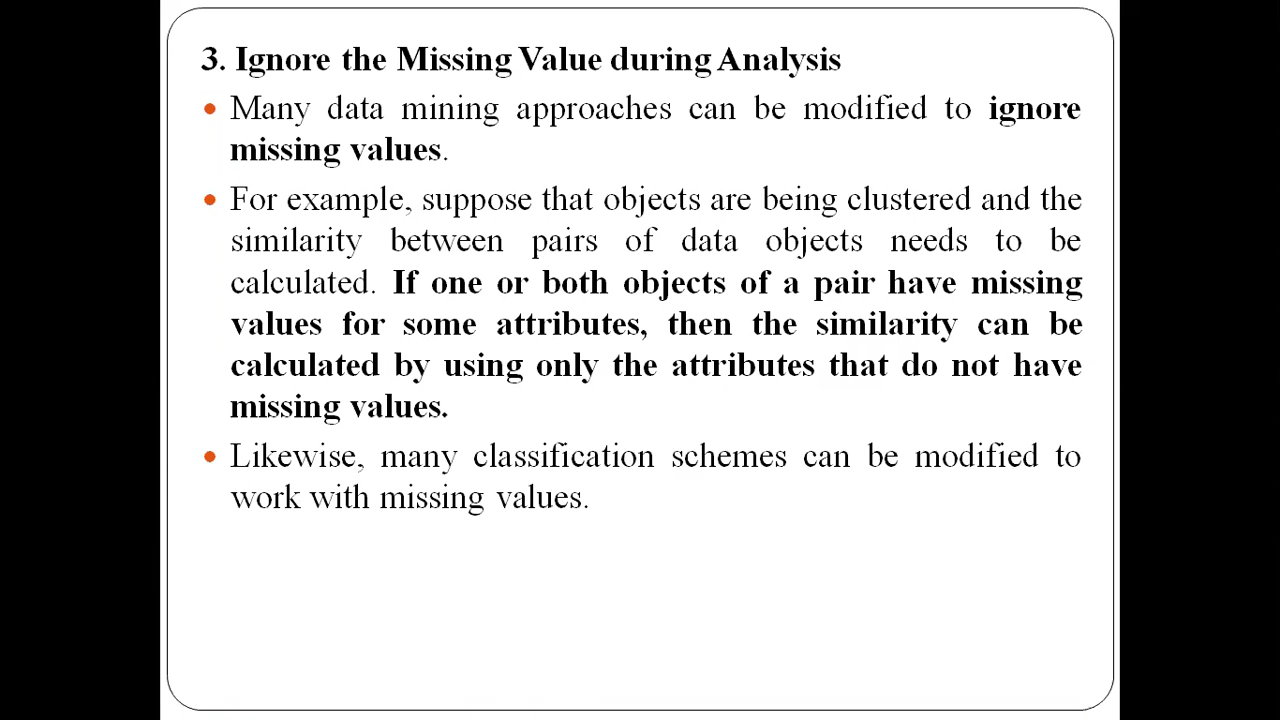 3. Ignore the Missing Value during Analysis
• Many data mining approaches can be modified to ignore
missing values.
• For example, suppose that objects are being clustered and the
similarity between pairs of data objects needs to be
calculated. If one or both objects of a pair have missing
values for some attributes, then the similarity can be
calculated by using only the attributes that do not have
missing values.
• Likewise, many classification schemes can be modified to
work with missing values.